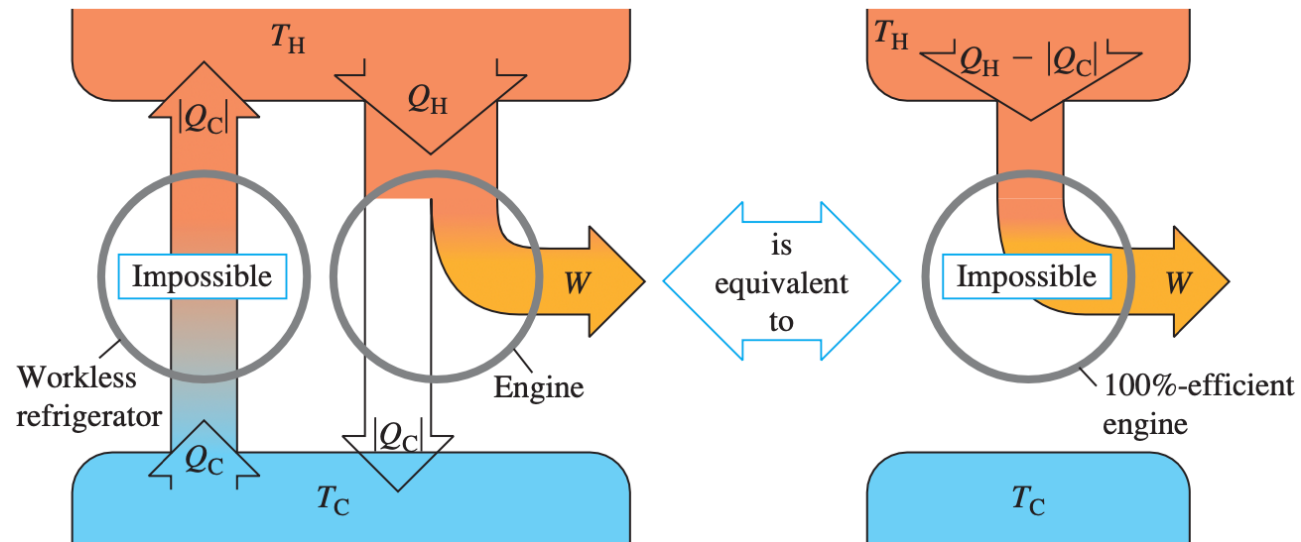 T_H
|Q_C|
Q_H
Impossible
W
Workless
refrigerator
Engine
Q_C
|Q_C|
T_C
is
equivalent
to
T_H
Q_H − |Q_C|
Impossible
W
100%-efficient
engine
T_C